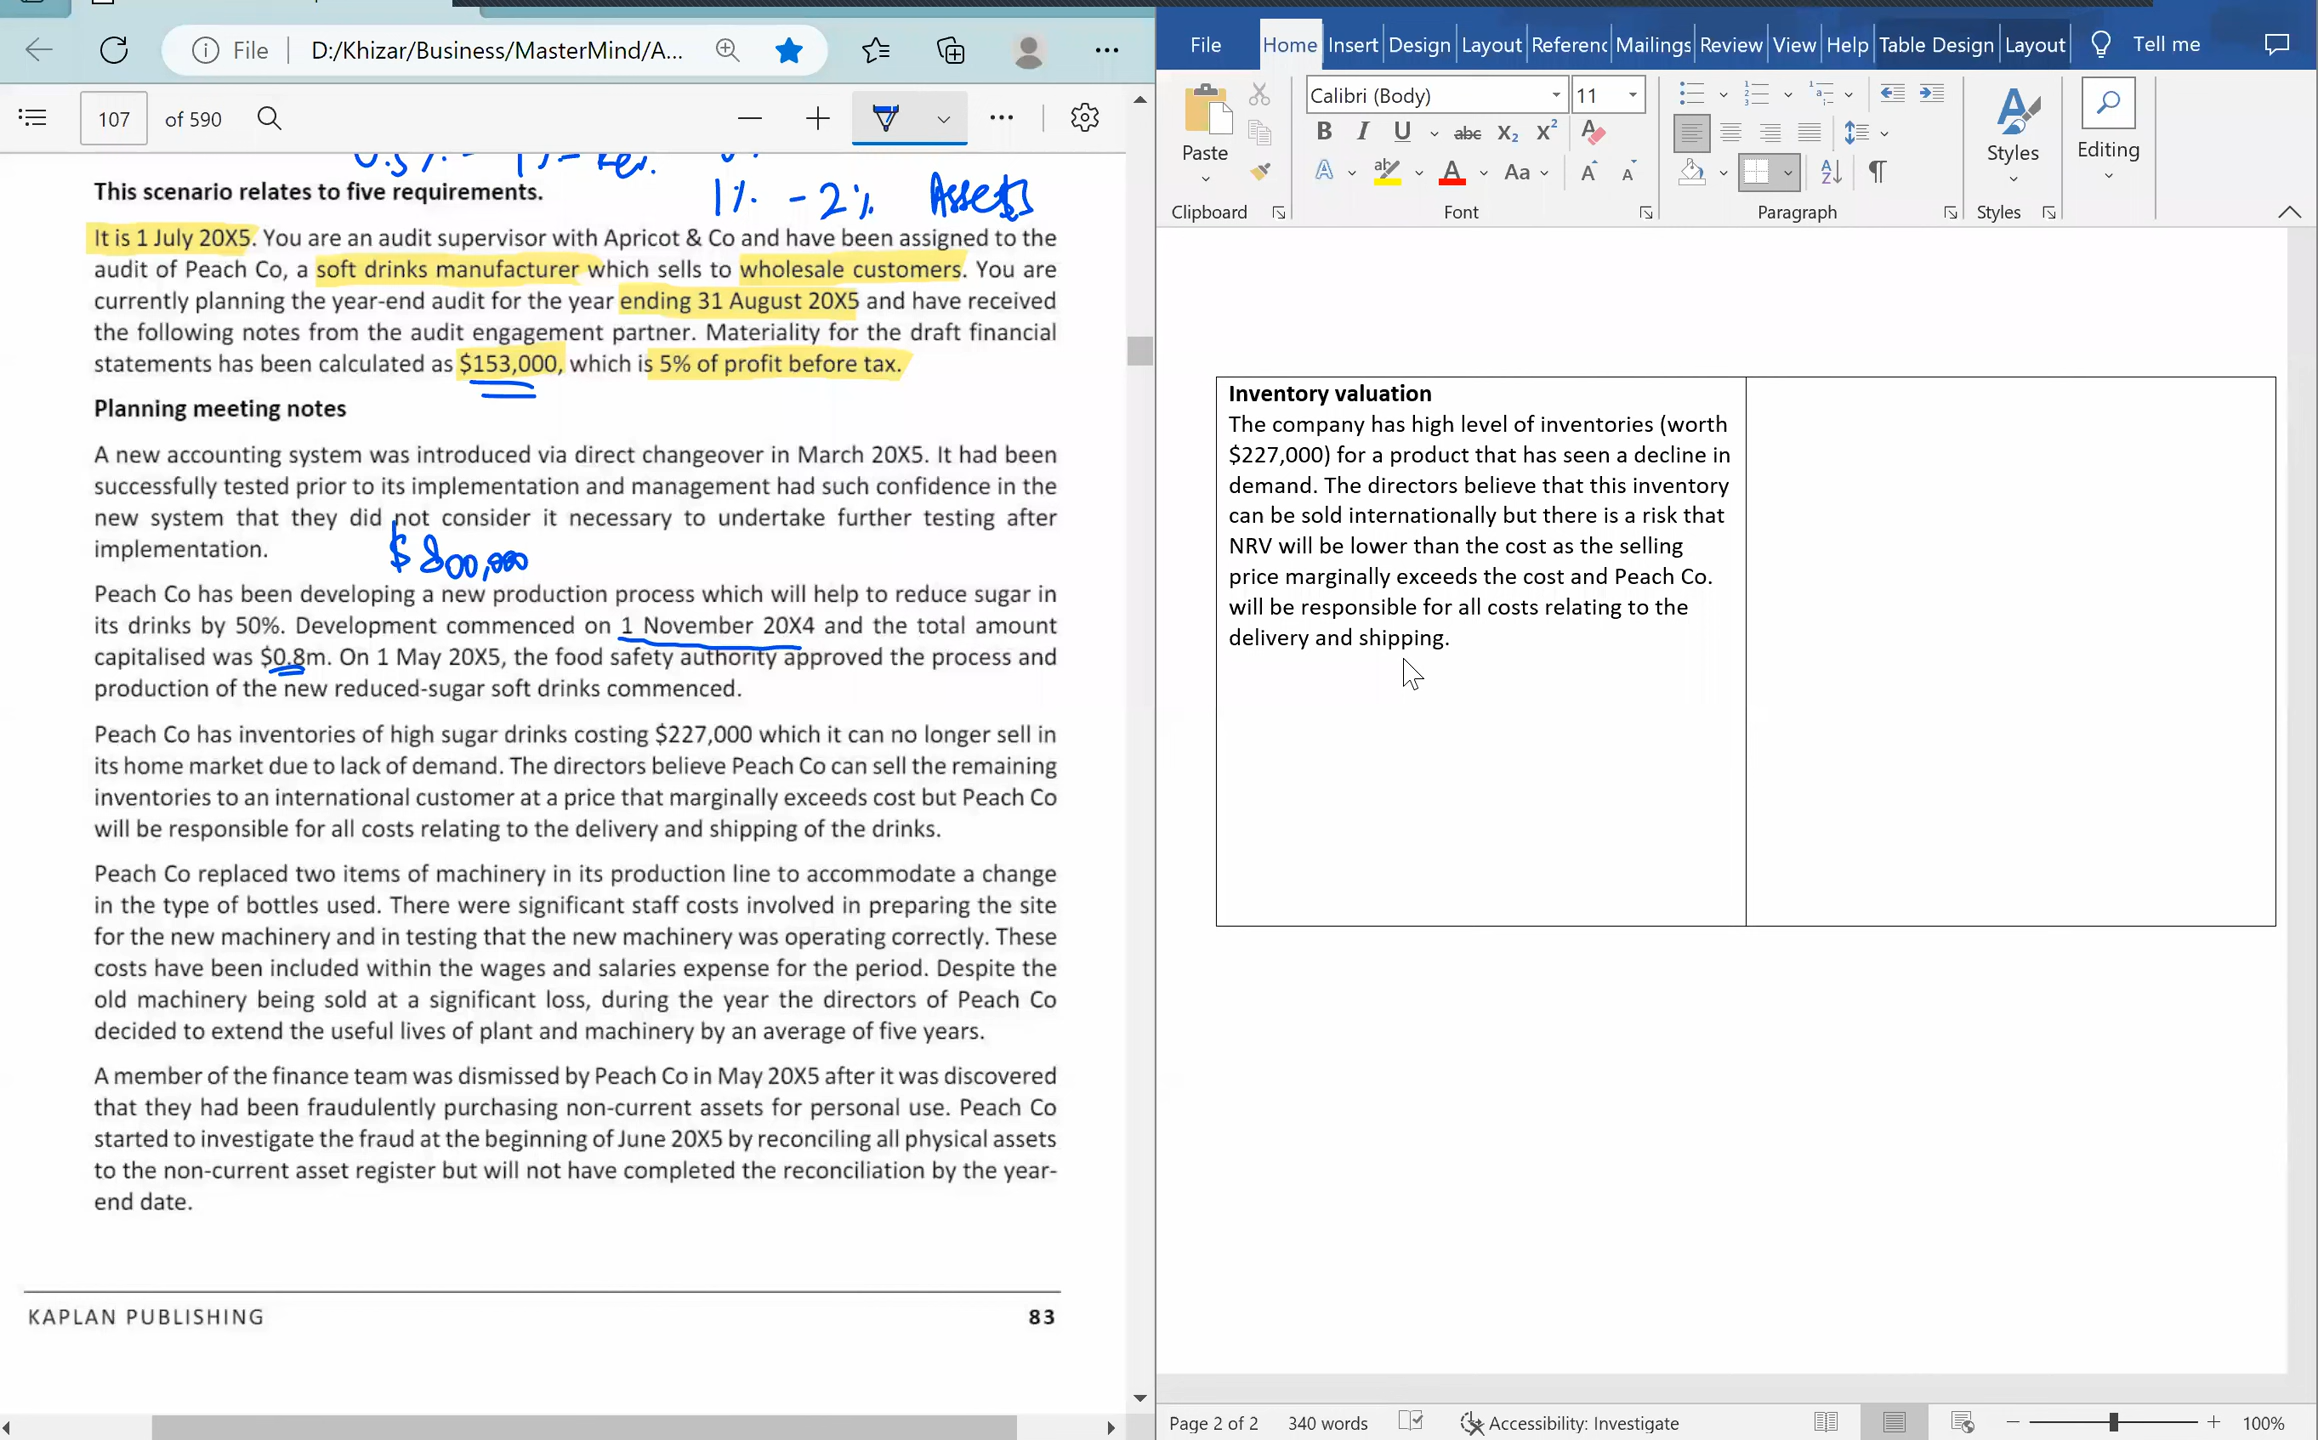 File
D:/Khizar/Business/MasterMind/A...
107 of 590
0.5% - 1% - Rev.
1% - 2% Assets
This scenario relates to five requirements.
It is 1 July 20X5. You are an audit supervisor with Apricot & Co and have been assigned to the
audit of Peach Co, a soft drinks manufacturer which sells to wholesale customers. You are
currently planning the year-end audit for the year ending 31 August 20X5 and have received
the following notes from the audit engagement partner. Materiality for the draft financial
statements has been calculated as $153,000, which is 5% of profit before tax.
Planning meeting notes
A new accounting system was introduced via direct changeover in March 20X5. It had been
successfully tested prior to its implementation and management had such confidence in the
new system that they did not consider it necessary to undertake further testing after
implementation.
$ 800,000
Peach Co has been developing a new production process which will help to reduce sugar in
its drinks by 50%. Development commenced on 1 November 20X4 and the total amount
capitalised was $0.8m. On 1 May 20X5, the food safety authority approved the process and
production of the new reduced-sugar soft drinks commenced.
Peach Co has inventories of high sugar drinks costing $227,000 which it can no longer sell in
its home market due to lack of demand. The directors believe Peach Co can sell the remaining
inventories to an international customer at a price that marginally exceeds cost but Peach Co
will be responsible for all costs relating to the delivery and shipping of the drinks.
Peach Co replaced two items of machinery in its production line to accommodate a change
in the type of bottles used. There were significant staff costs involved in preparing the site
for the new machinery and in testing that the new machinery was operating correctly. These
costs have been included within the wages and salaries expense for the period. Despite the
old machinery being sold at a significant loss, during the year the directors of Peach Co
decided to extend the useful lives of plant and machinery by an average of five years.
A member of the finance team was dismissed by Peach Co in May 20X5 after it was discovered
that they had been fraudulently purchasing non-current assets for personal use. Peach Co
started to investigate the fraud at the beginning of June 20X5 by reconciling all physical assets
to the non-current asset register but will not have completed the reconciliation by the year-
end date.
KAPLAN PUBLISHING 83
File Home Insert Design Layout Referenc Mailings Review View Help Table Design Layout Tell me
Calibri (Body) 11
Paste
B I U abc X₂ X² A
A ab A Aa A A
Styles Editing
Clipboard Font Paragraph Styles
Inventory valuation
The company has high level of inventories (worth
$227,000) for a product that has seen a decline in
demand. The directors believe that this inventory
can be sold internationally but there is a risk that
NRV will be lower than the cost as the selling
price marginally exceeds the cost and Peach Co.
will be responsible for all costs relating to the
delivery and shipping.
Page 2 of 2 340 words Accessibility: Investigate 100%